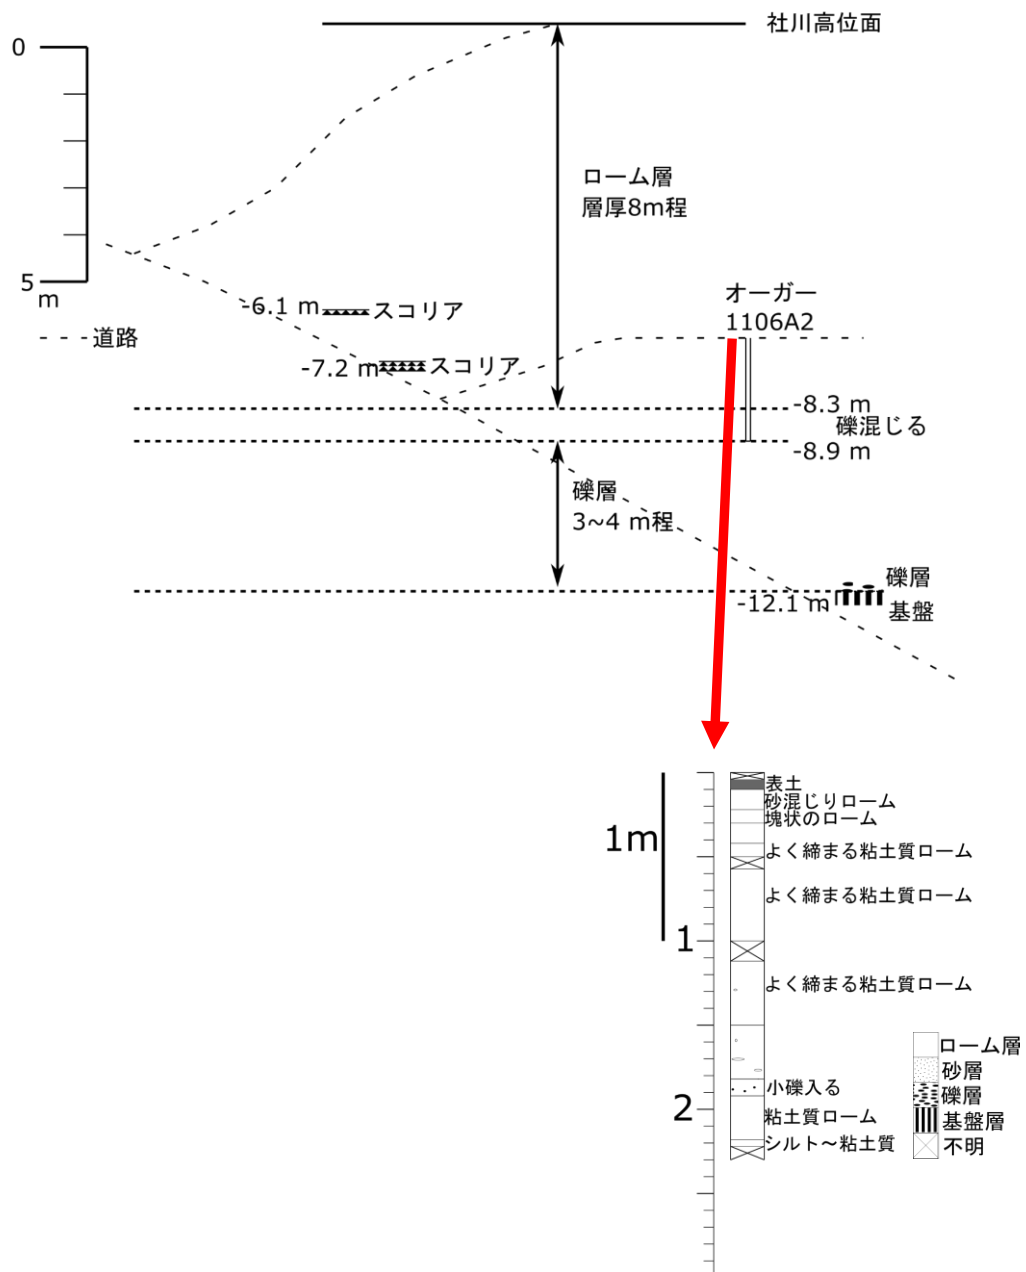 社川高位面
0
ローム層
層厚8m程
5
m
-6.1 m
スコリア
オーガー
1106A2
道路
-7.2 m
スコリア
-8.3 m
礫混じる
-8.9 m
礫層
3~4 m程
礫層
-12.1 m
基盤
表土
砂混じりローム
塊状のローム
1m
よく締まる粘土質ローム
よく締まる粘土質ローム
1
よく締まる粘土質ローム
小礫入る
2
粘土質ローム
シルト～粘土質
ローム層
砂層
礫層
基盤層
不明